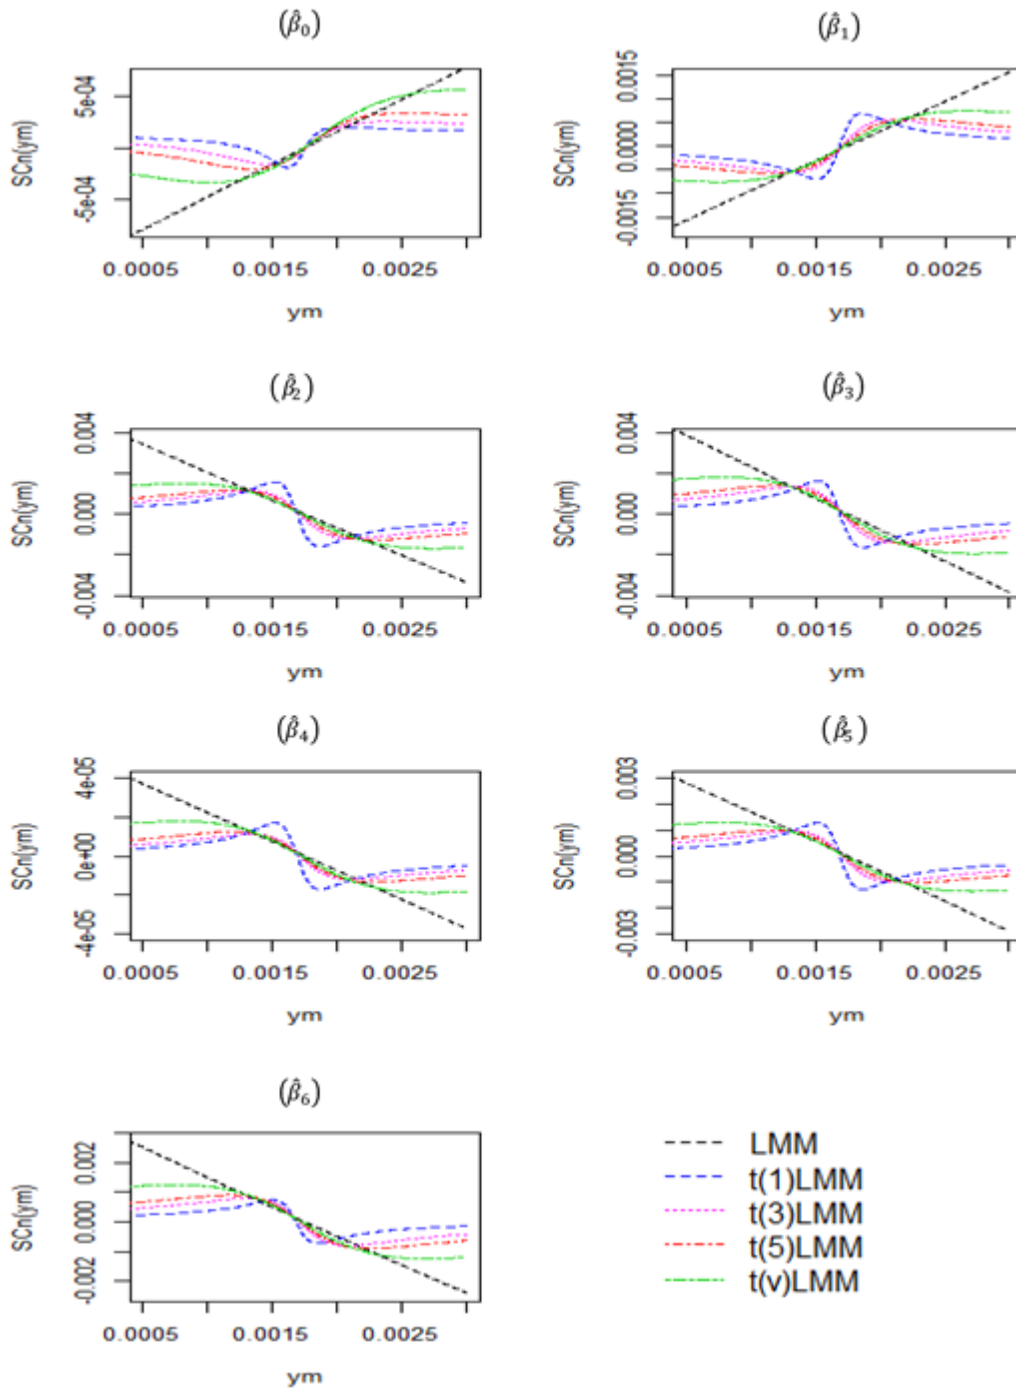 (β̂₀)
SCn(ym)
5e-04
-5e-04
0.0005 0.0015 0.0025
ym
(β̂₁)
SCn(ym)
0.0015
0.0000
-0.0015
0.0005 0.0015 0.0025
ym
(β̂₂)
SCn(ym)
0.004
0.000
-0.004
0.0005 0.0015 0.0025
ym
(β̂₃)
SCn(ym)
0.004
0.000
-0.004
0.0005 0.0015 0.0025
ym
(β̂₄)
SCn(ym)
4e-05
0e+00
-4e-05
0.0005 0.0015 0.0025
ym
(β̂₅)
SCn(ym)
0.003
0.000
-0.003
0.0005 0.0015 0.0025
ym
(β̂₆)
SCn(ym)
0.002
0.000
-0.002
0.0005 0.0015 0.0025
ym
LMM
t(1)LMM
t(3)LMM
t(5)LMM
t(v)LMM